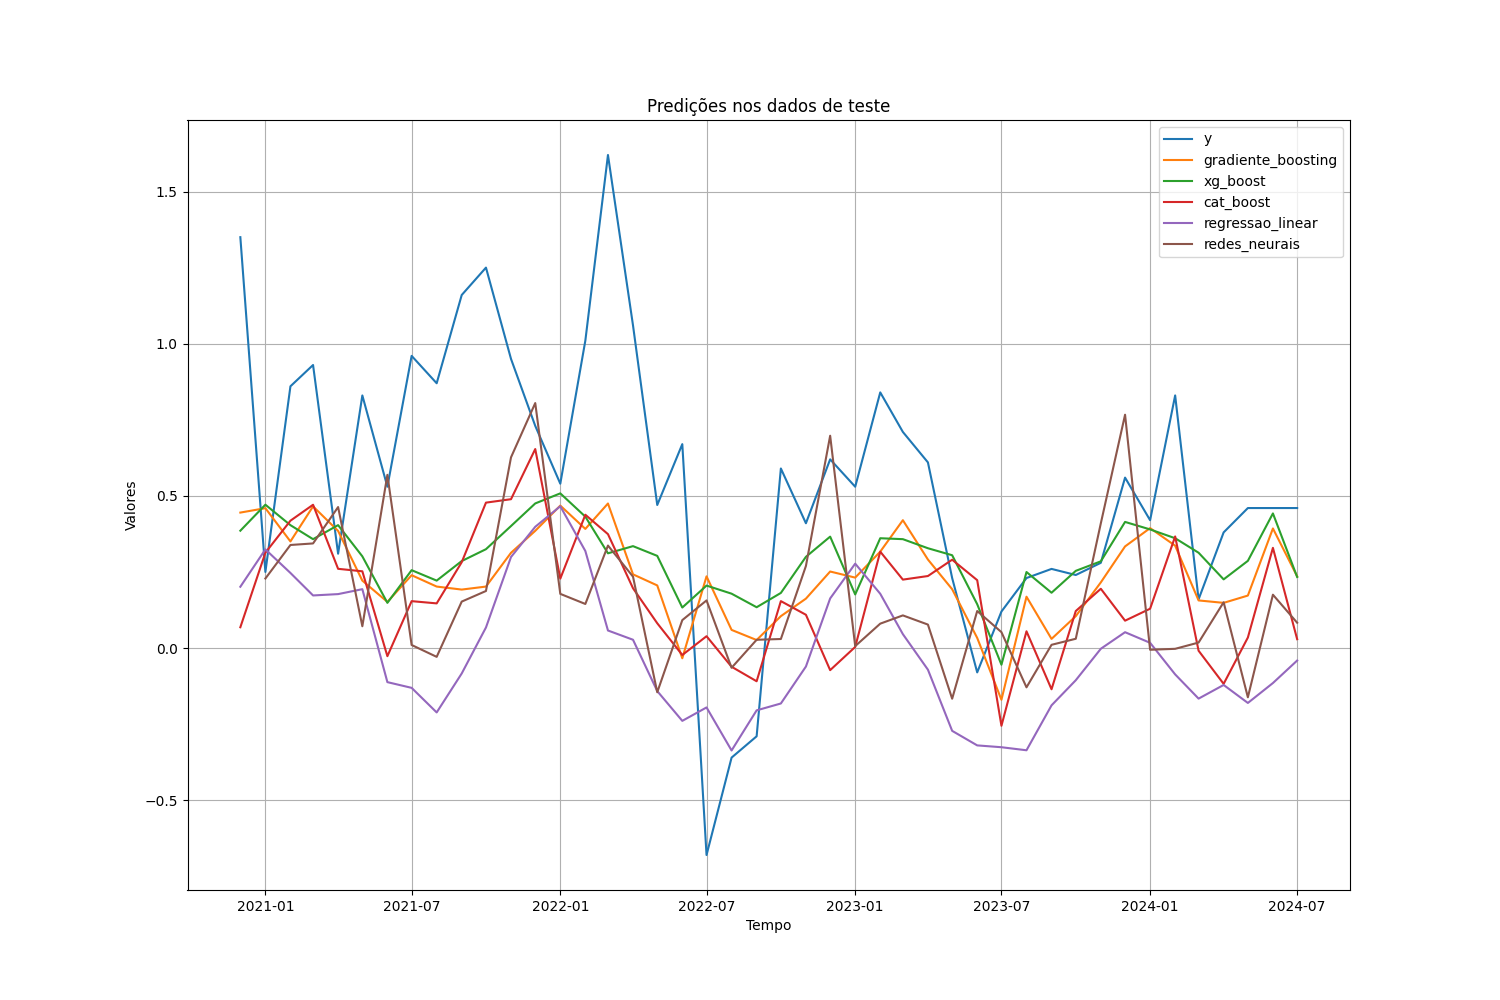 Predições nos dados de teste
y
gradiente_boosting
xg_boost
cat_boost
regressao_linear
redes_neurais
Valores
1.5
1.0
0.5
0.0
−0.5
2021-01 2021-07 2022-01 2022-07 2023-01 2023-07 2024-01 2024-07
Tempo